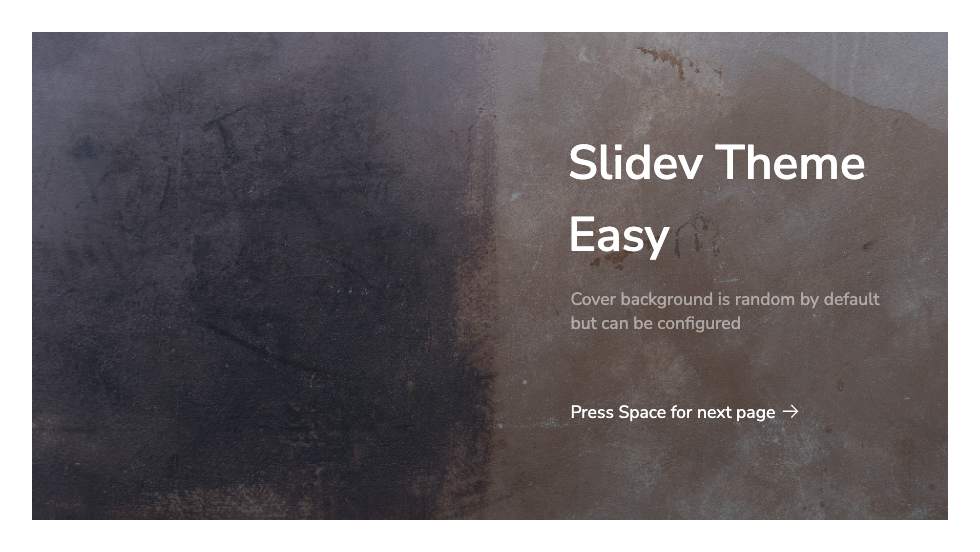 Slidev Theme
Easy
Cover background is random by default
but can be configured
Press Space for next page →